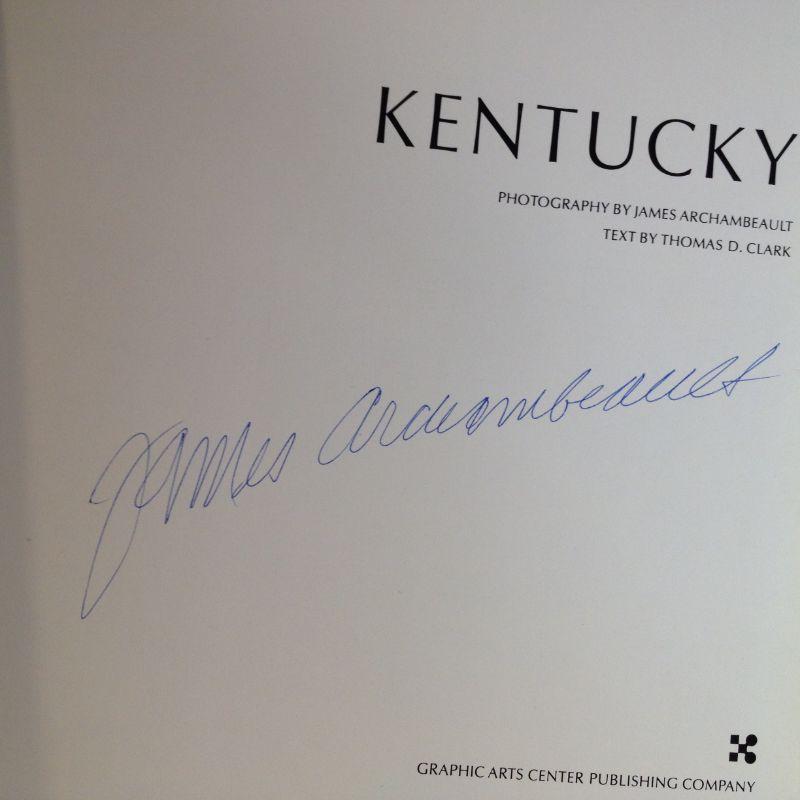 KENTUCKY
PHOTOGRAPHY BY JAMES ARCHAMBEAULT
TEXT BY THOMAS D. CLARK
James Archambeault
GRAPHIC ARTS CENTER PUBLISHING COMPANY